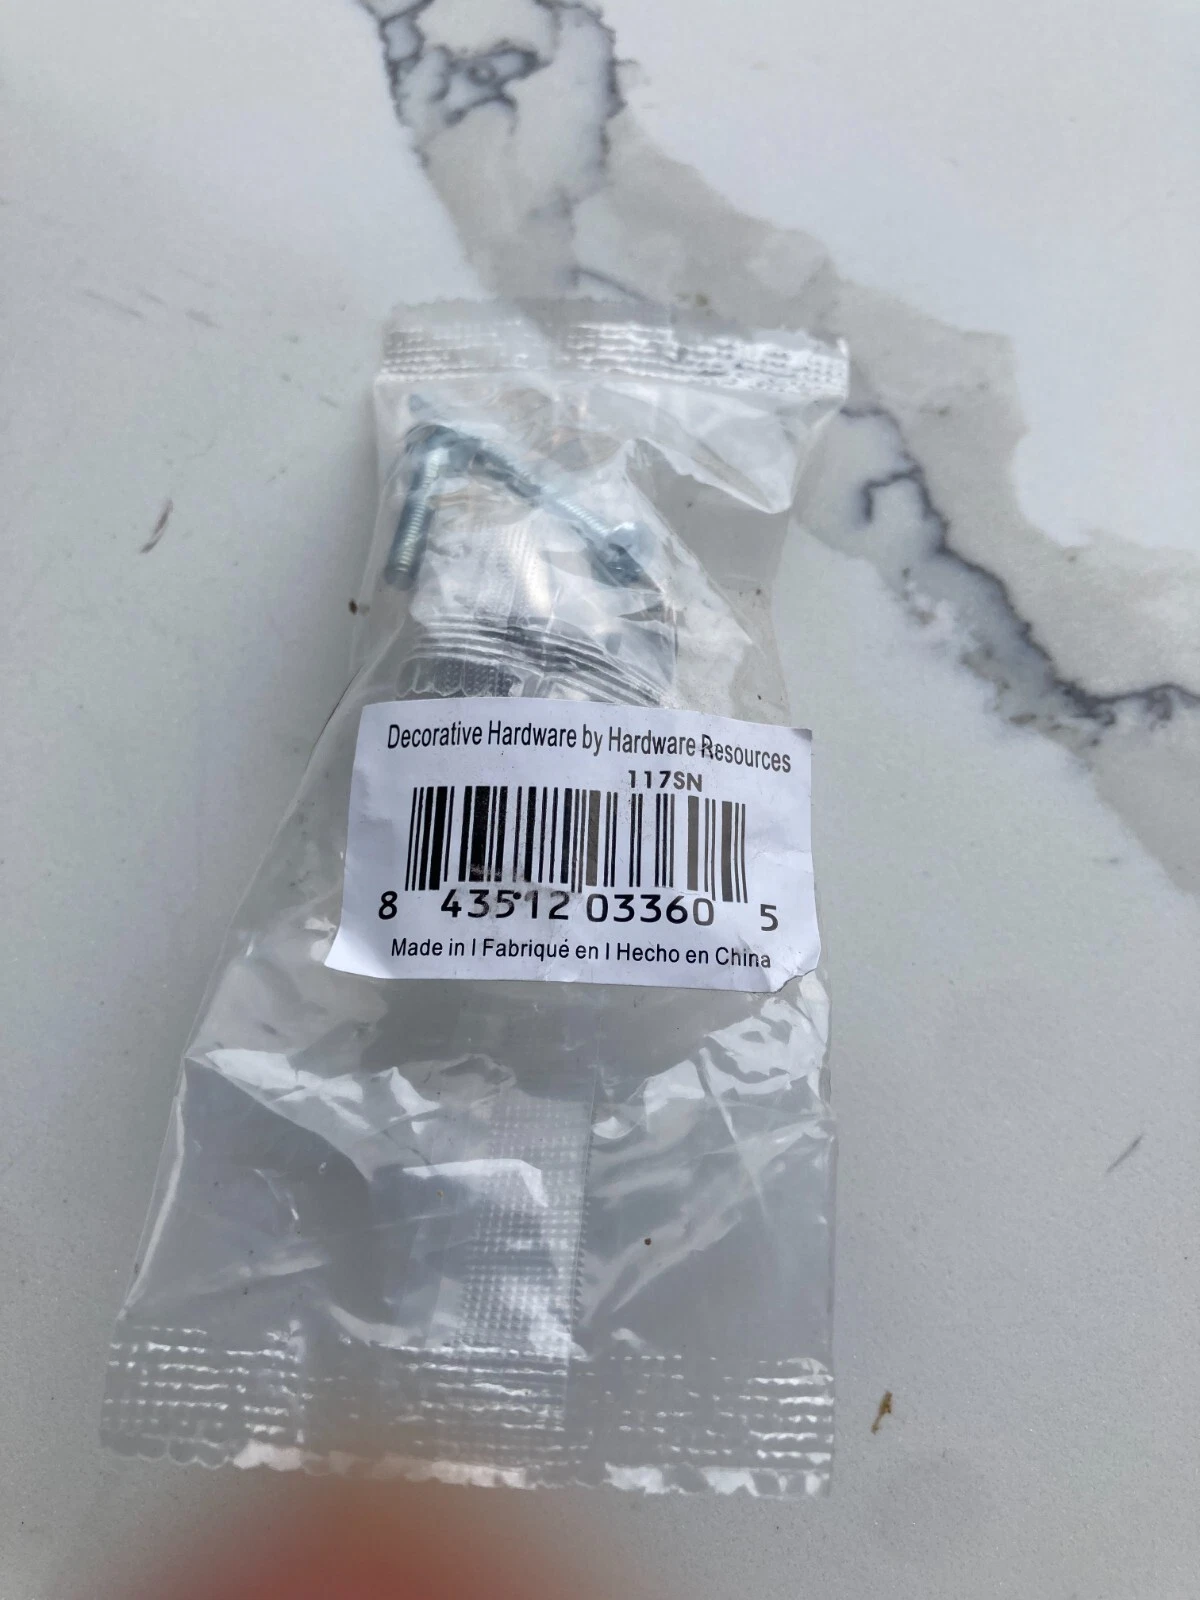 Decorative Hardware by Hardware Resources
117SN
8 43512 03360 5
Made in I Fabriqué en I Hecho en China